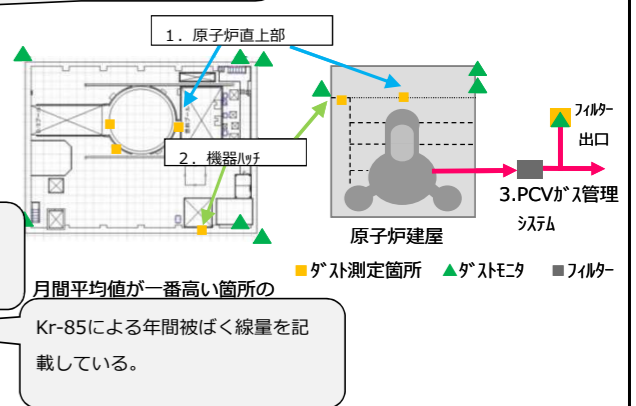 1．原子炉直上部
2．機器ﾊｯﾁ
ﾌｨﾙﾀｰ
出口
3.PCVｶﾞｽ管理
ｼｽﾃﾑ
原子炉建屋
■ﾀﾞｽﾄ測定箇所 ▲ﾀﾞｽﾄﾓﾆﾀ ■ﾌｨﾙﾀｰ
月間平均値が一番高い箇所の
Kr-85による年間被ばく線量を記
載している。